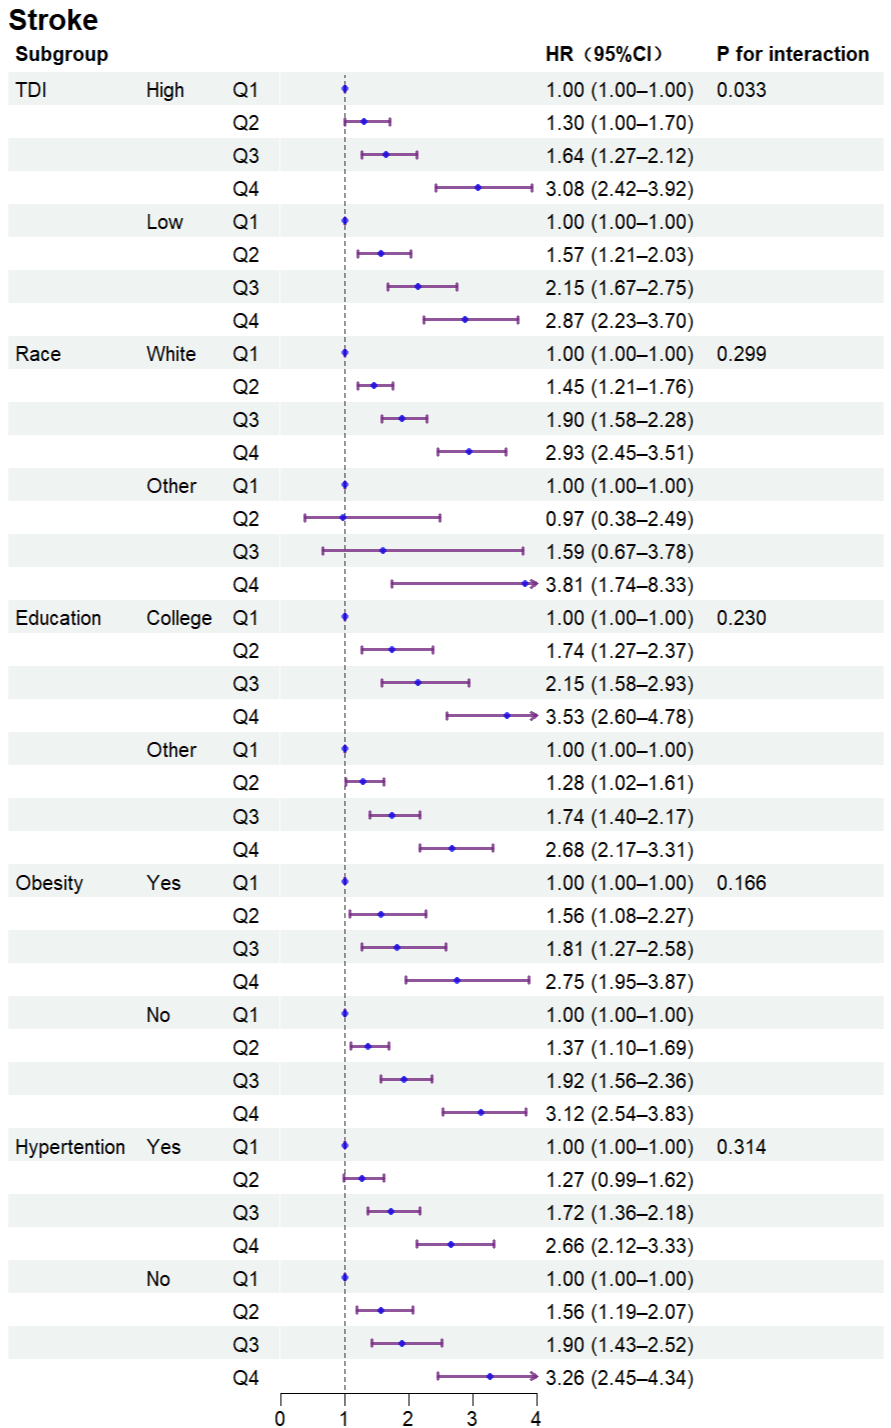 Stroke
Subgroup HR（95%CI） P for interaction
TDI High Q1 1.00 (1.00–1.00) 0.033
Q2 1.30 (1.00–1.70)
Q3 1.64 (1.27–2.12)
Q4 3.08 (2.42–3.92)
Low Q1 1.00 (1.00–1.00)
Q2 1.57 (1.21–2.03)
Q3 2.15 (1.67–2.75)
Q4 2.87 (2.23–3.70)
Race White Q1 1.00 (1.00–1.00) 0.299
Q2 1.45 (1.21–1.76)
Q3 1.90 (1.58–2.28)
Q4 2.93 (2.45–3.51)
Other Q1 1.00 (1.00–1.00)
Q2 0.97 (0.38–2.49)
Q3 1.59 (0.67–3.78)
Q4 3.81 (1.74–8.33)
Education College Q1 1.00 (1.00–1.00) 0.230
Q2 1.74 (1.27–2.37)
Q3 2.15 (1.58–2.93)
Q4 3.53 (2.60–4.78)
Other Q1 1.00 (1.00–1.00)
Q2 1.28 (1.02–1.61)
Q3 1.74 (1.40–2.17)
Q4 2.68 (2.17–3.31)
Obesity Yes Q1 1.00 (1.00–1.00) 0.166
Q2 1.56 (1.08–2.27)
Q3 1.81 (1.27–2.58)
Q4 2.75 (1.95–3.87)
No Q1 1.00 (1.00–1.00)
Q2 1.37 (1.10–1.69)
Q3 1.92 (1.56–2.36)
Q4 3.12 (2.54–3.83)
Hypertention Yes Q1 1.00 (1.00–1.00) 0.314
Q2 1.27 (0.99–1.62)
Q3 1.72 (1.36–2.18)
Q4 2.66 (2.12–3.33)
No Q1 1.00 (1.00–1.00)
Q2 1.56 (1.19–2.07)
Q3 1.90 (1.43–2.52)
Q4 3.26 (2.45–4.34)
0 1 2 3 4